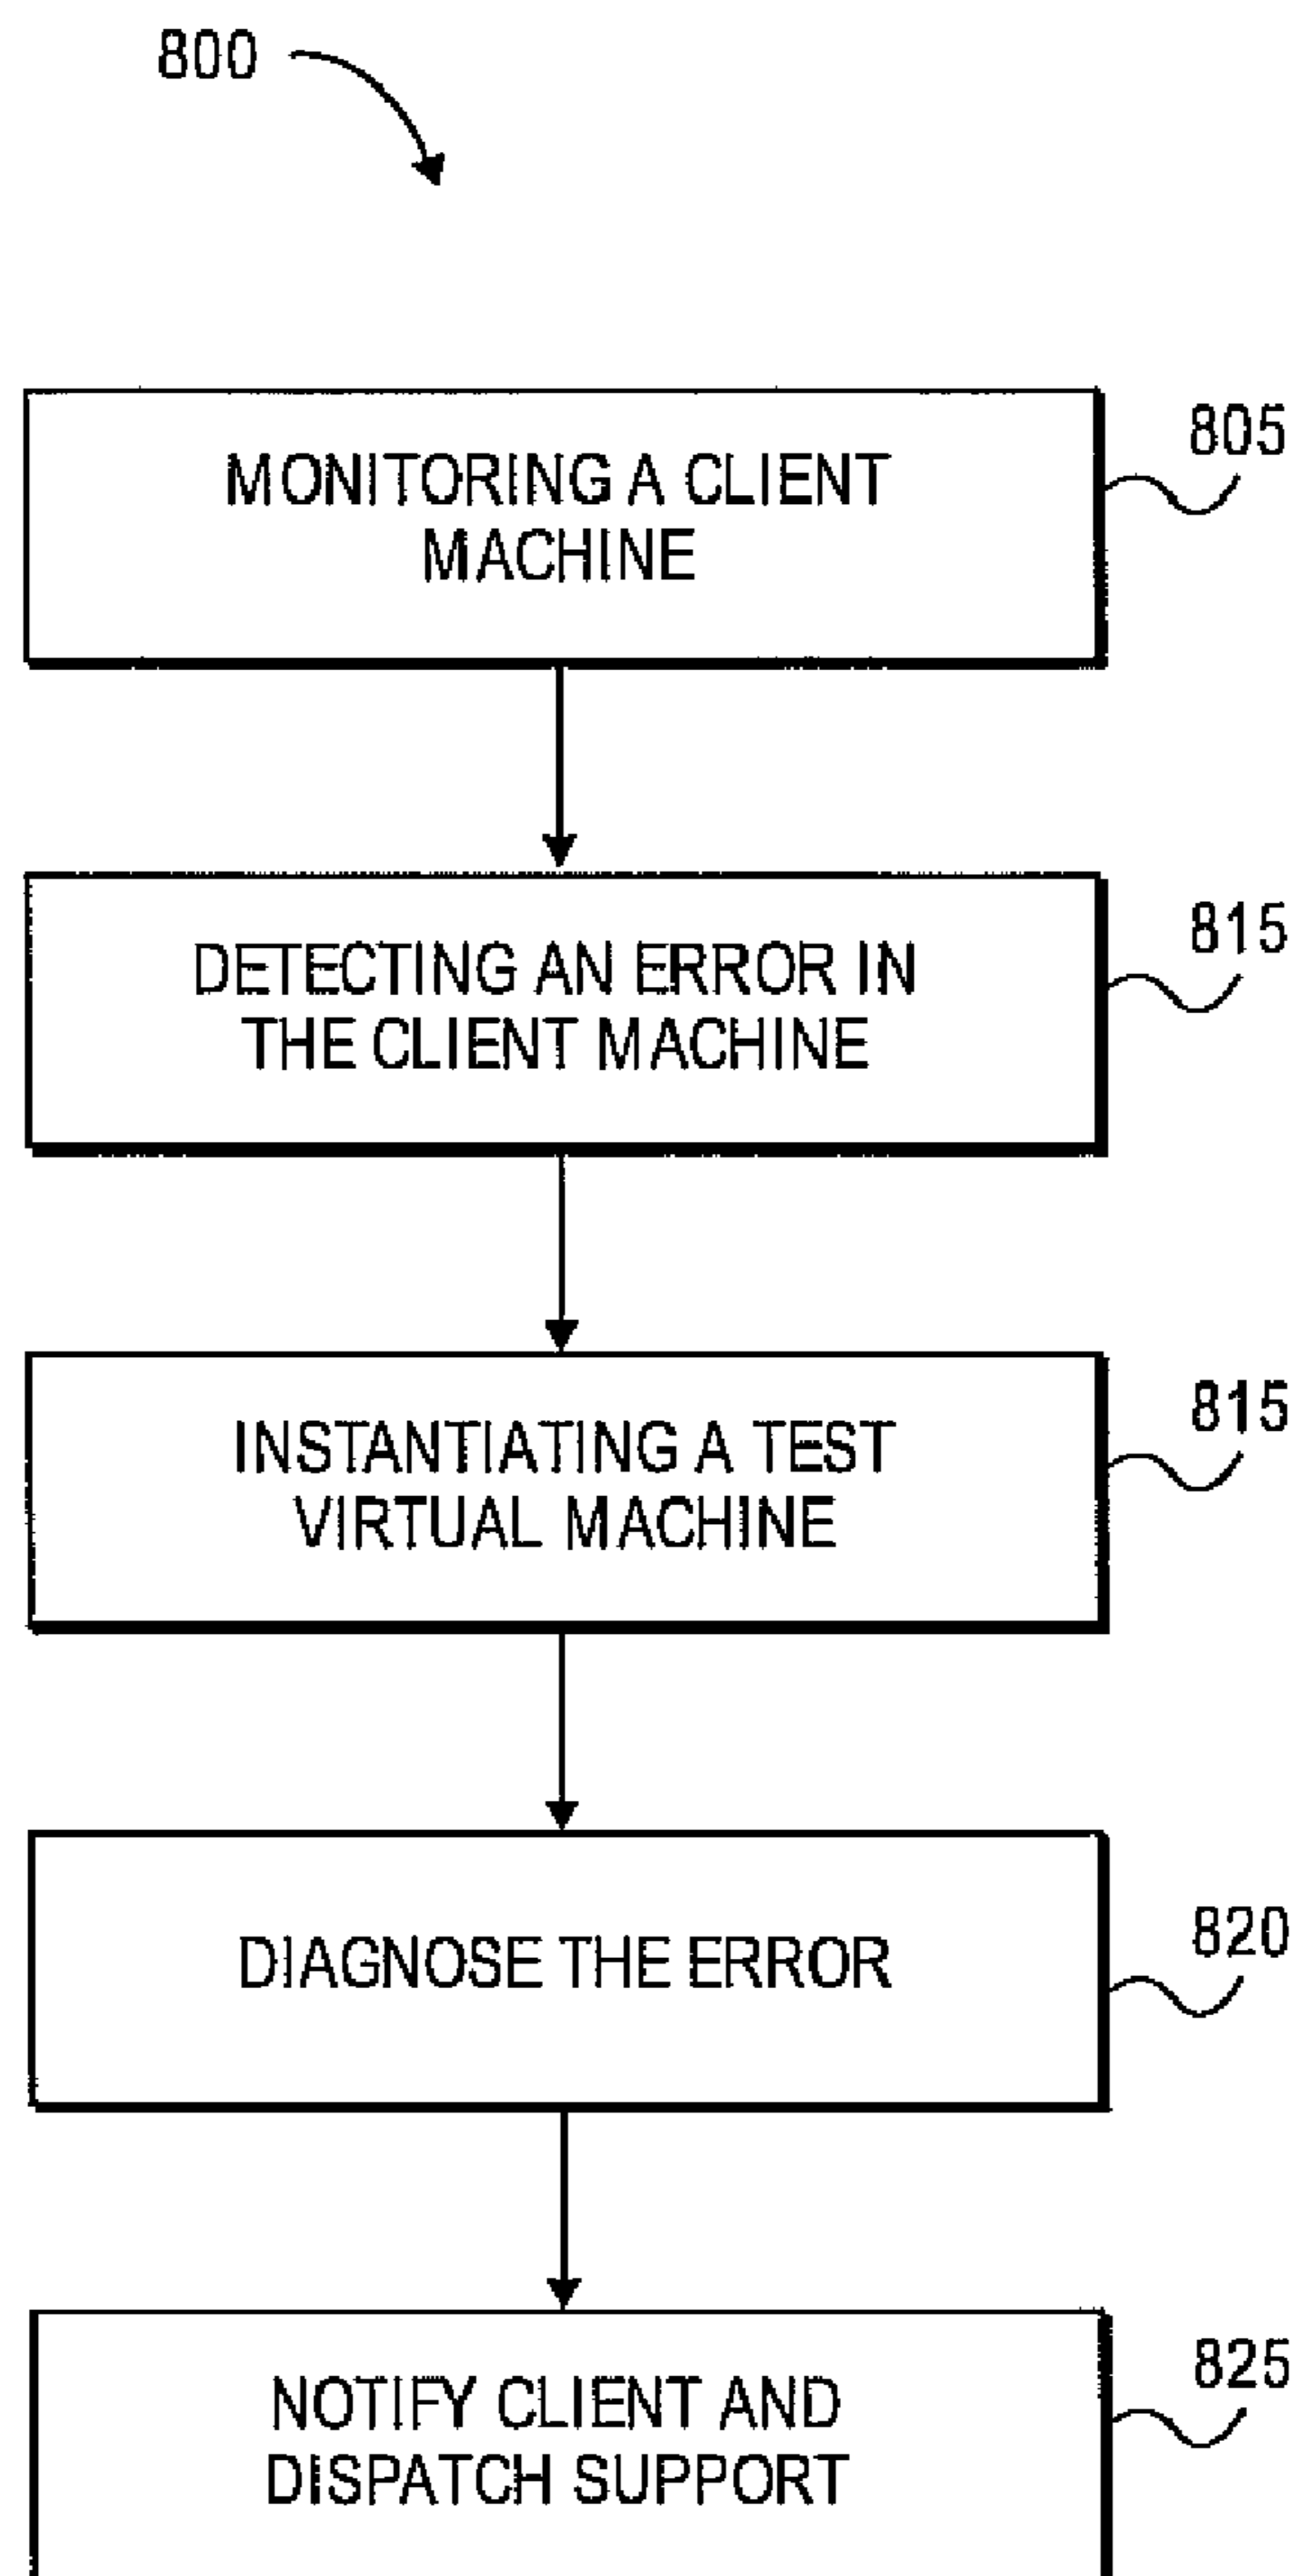 800
805
MONITORING A CLIENT
MACHINE
815
DETECTING AN ERROR IN
THE CLIENT MACHINE
815
INSTANTIATING A TEST
VIRTUAL MACHINE
820
DIAGNOSE THE ERROR
825
NOTIFY CLIENT AND
DISPATCH SUPPORT